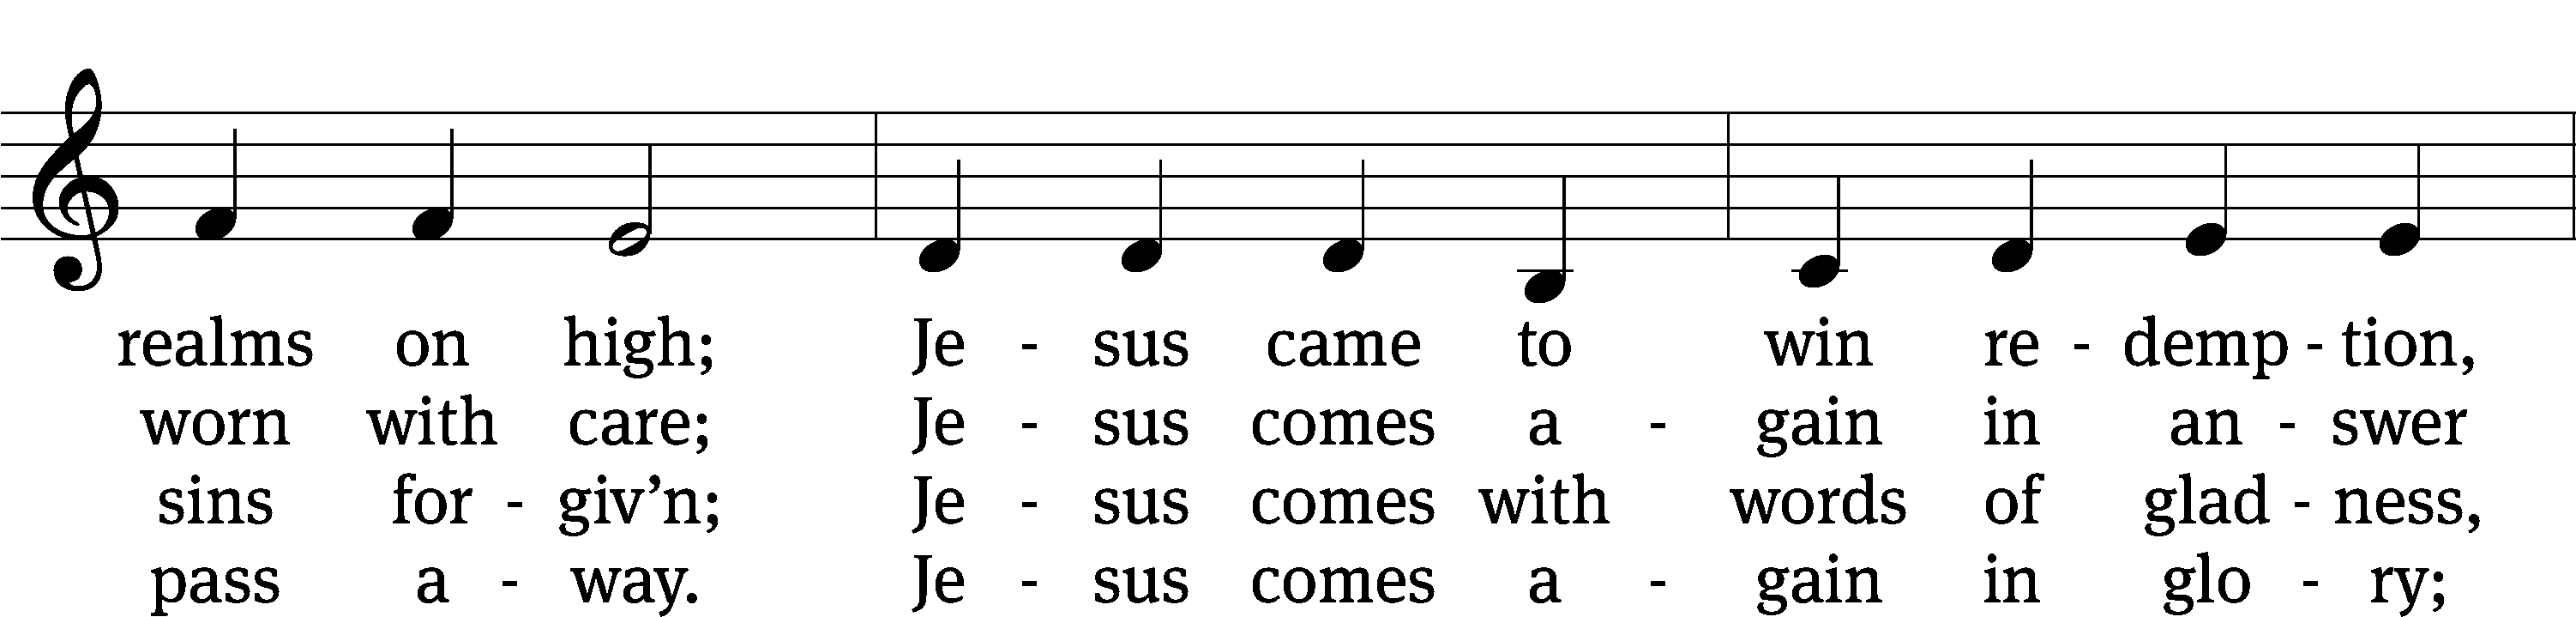 realms on high; Je - sus came to win re - demp - tion,
worn with care; Je - sus comes a - gain in an - swer
sins for - giv’n; Je - sus comes with words of glad - ness,
pass a - way. Je - sus comes a - gain in glo - ry;